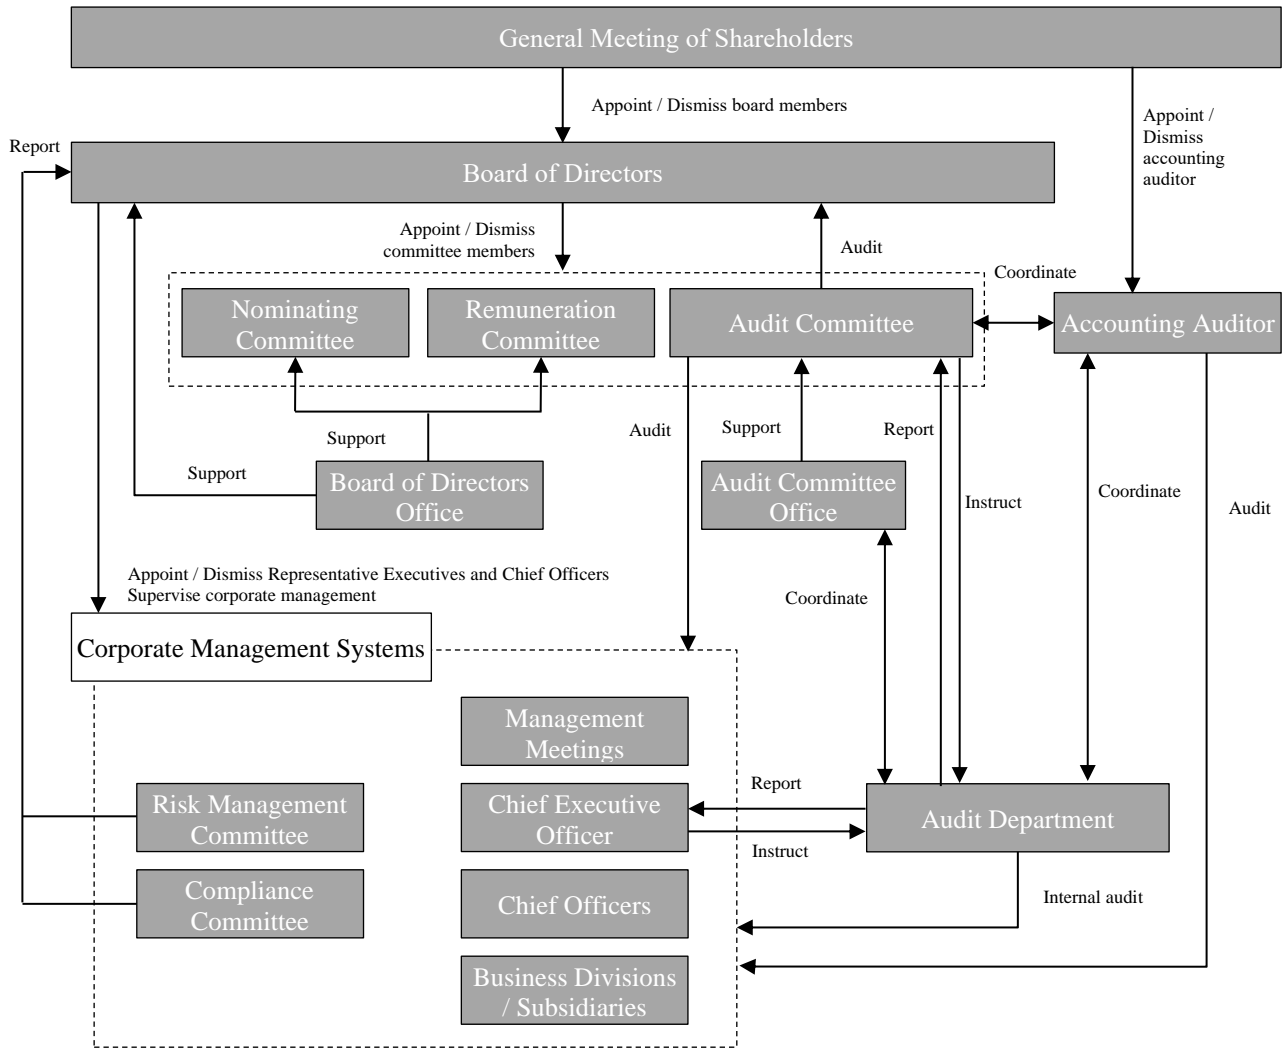 General Meeting of Shareholders
Appoint / Dismiss board members
Appoint /
Dismiss
accounting
auditor
Report
Board of Directors
Appoint / Dismiss
committee members
Audit
Coordinate
Nominating
Committee
Remuneration
Committee
Audit Committee
Accounting Auditor
Support
Audit
Support
Report
Support
Board of Directors
Office
Audit Committee
Office
Instruct
Coordinate
Audit
Appoint / Dismiss Representative Executives and Chief Officers
Supervise corporate management
Coordinate
Corporate Management Systems
Management
Meetings
Risk Management
Committee
Chief Executive
Officer
Report
Instruct
Audit Department
Compliance
Committee
Chief Officers
Internal audit
Business Divisions
/ Subsidiaries